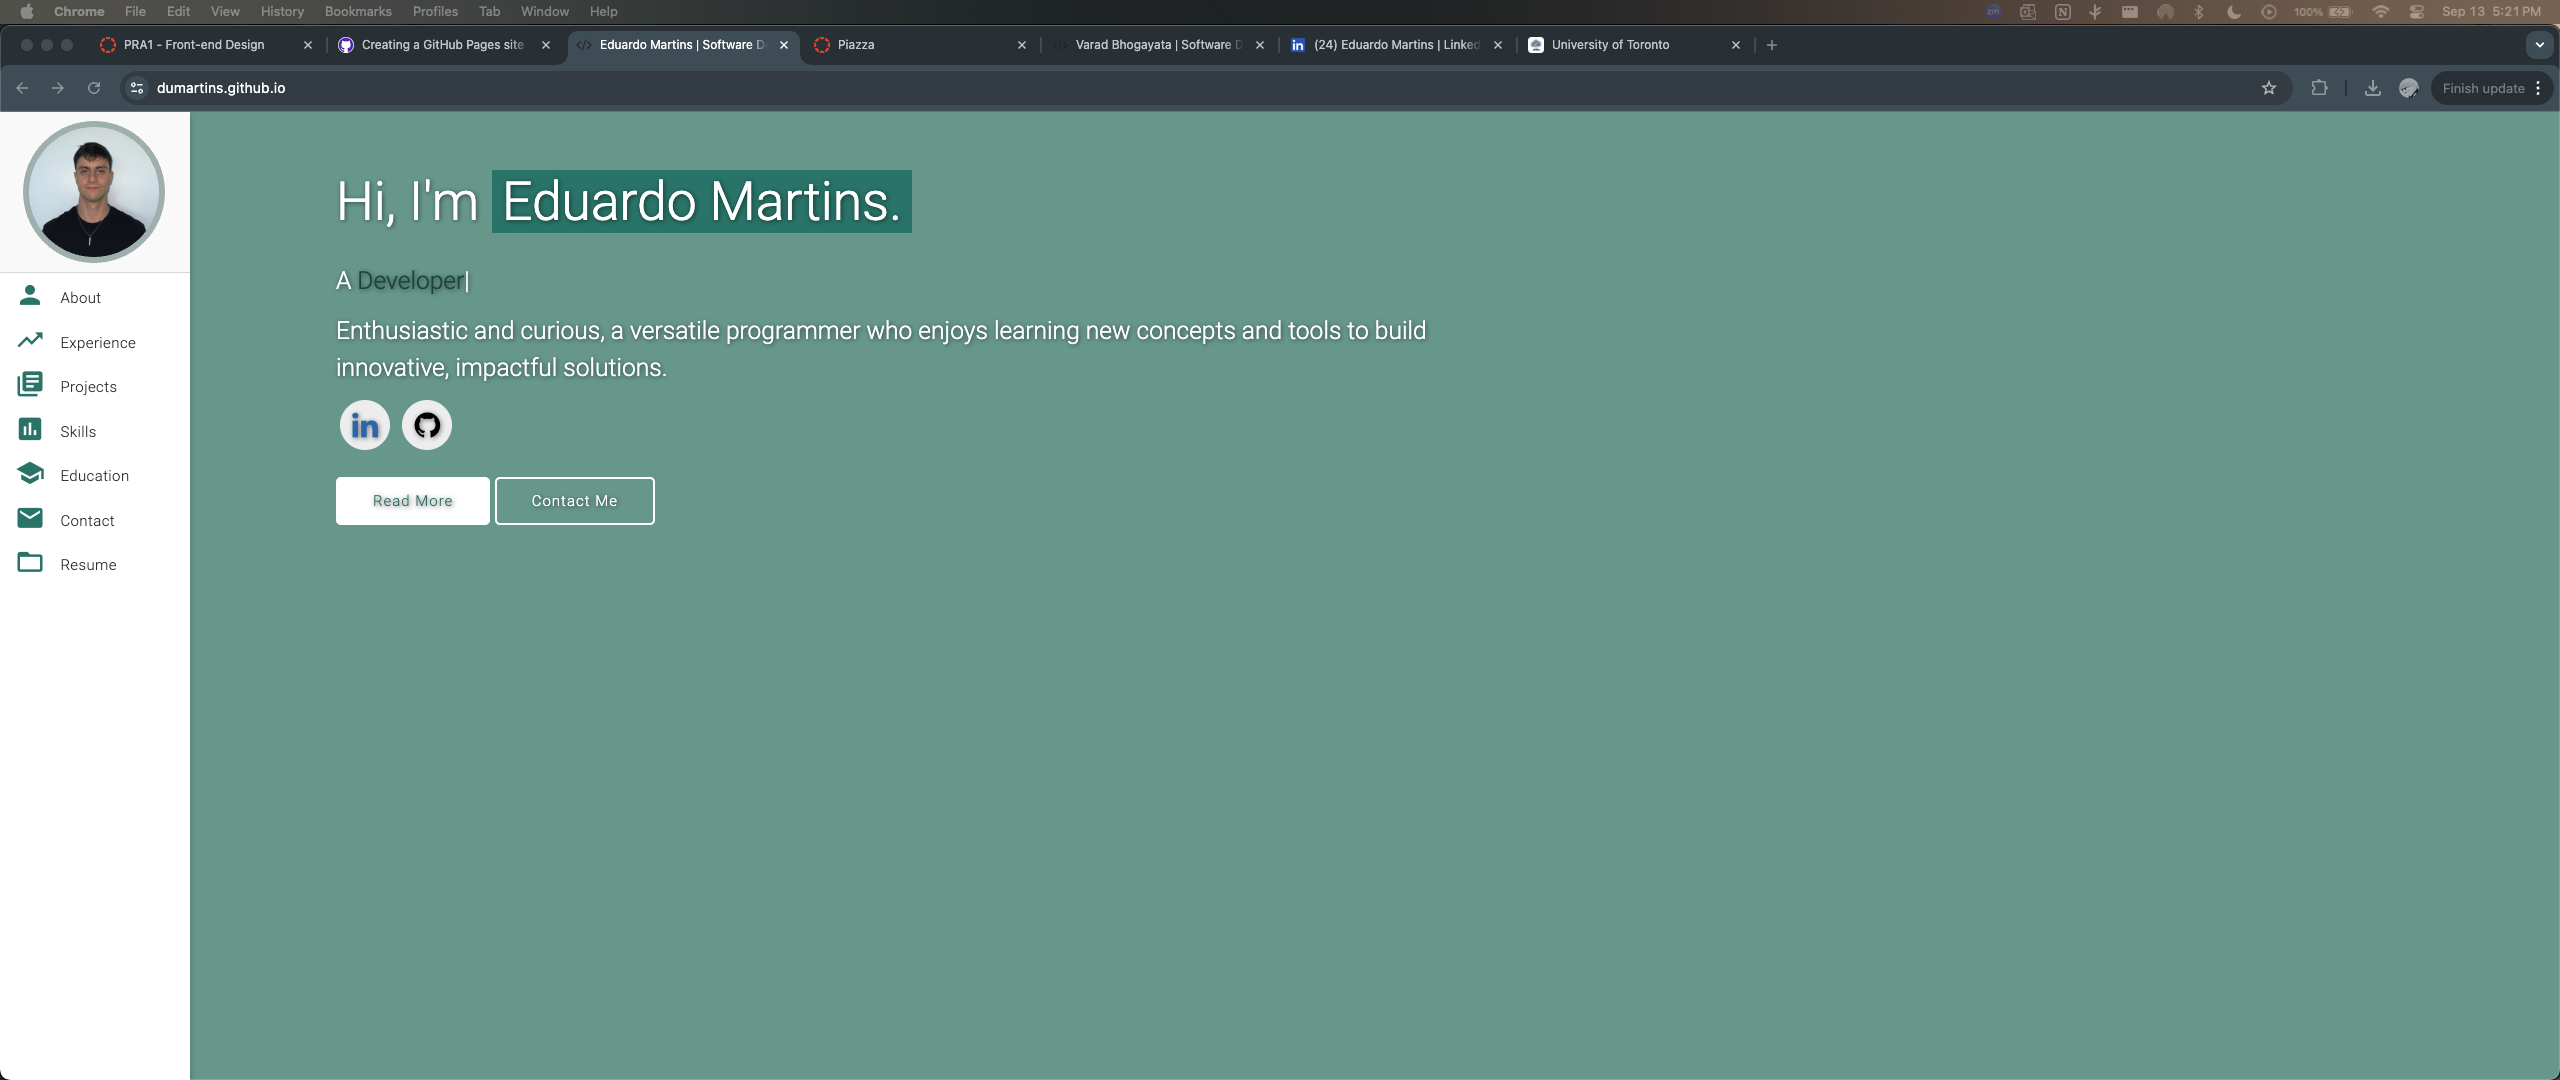 Chrome File Edit View History Bookmarks Profiles Tab Window Help zm N 100% Sep 13 5:21 PM
PRA1 - Front-end Design Creating a GitHub Pages site Eduardo Martins | Software D Piazza Varad Bhogayata | Software D in (24) Eduardo Martins | Linked University of Toronto
dumartins.github.io Finish update
Hi, I'm Eduardo Martins.
A Developer|
Enthusiastic and curious, a versatile programmer who enjoys learning new concepts and tools to build
innovative, impactful solutions.
in
Read More Contact Me
About
Experience
Projects
Skills
Education
Contact
Resume